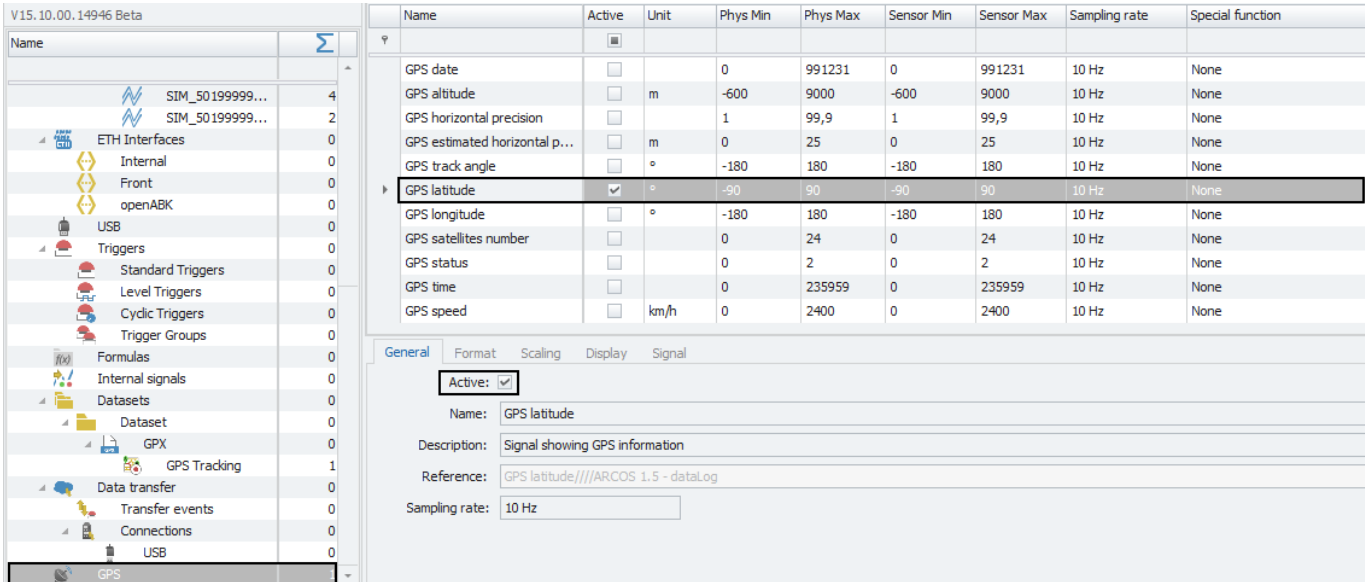 V15.10.00.14946 Beta
Name
SIM_50199999... 4
SIM_50199999... 2
ETH Interfaces 0
Internal 0
Front 0
openABK 0
USB 0
Triggers 0
Standard Triggers 0
Level Triggers 0
Cyclic Triggers 0
Trigger Groups 0
f(x) Formulas 0
Internal signals 0
Datasets 0
Dataset 0
GPX 0
GPS Tracking 1
Data transfer 0
Transfer events 0
Connections 0
USB 0
GPS 1
Name Active Unit Phys Min Phys Max Sensor Min Sensor Max Sampling rate Special function
GPS date 0 991231 0 991231 10 Hz None
GPS altitude m -600 9000 -600 9000 10 Hz None
GPS horizontal precision 1 99,9 1 99,9 10 Hz None
GPS estimated horizontal p... m 0 25 0 25 10 Hz None
GPS track angle ° -180 180 -180 180 10 Hz None
GPS latitude ° -90 90 -90 90 10 Hz None
GPS longitude ° -180 180 -180 180 10 Hz None
GPS satellites number 0 24 0 24 10 Hz None
GPS status 0 2 0 2 10 Hz None
GPS time 0 235959 0 235959 10 Hz None
GPS speed km/h 0 2400 0 2400 10 Hz None
General Format Scaling Display Signal
Active:
Name: GPS latitude
Description: Signal showing GPS information
Reference: GPS latitude////ARCOS 1.5 - dataLog
Sampling rate: 10 Hz